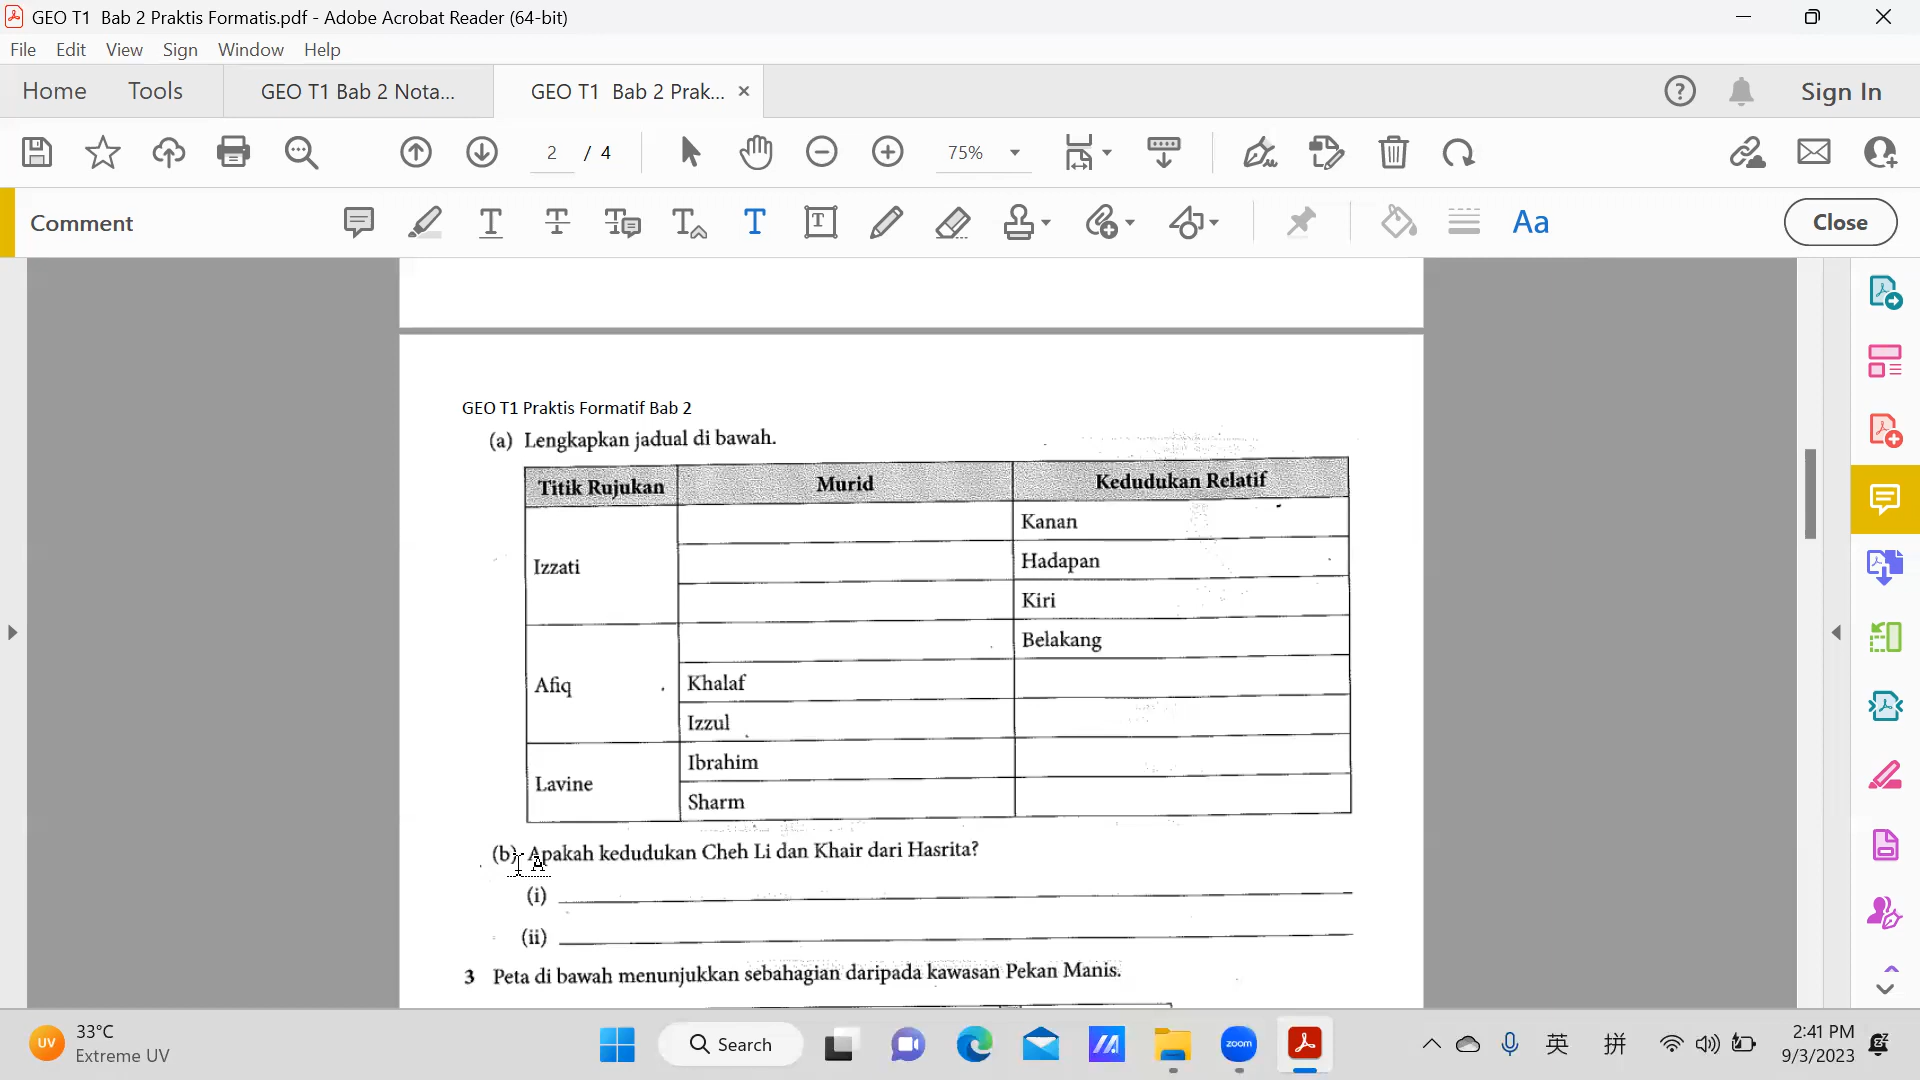 GEO T1 Bab 2 Praktis Formatis.pdf - Adobe Acrobat Reader (64-bit)
File Edit View Sign Window Help
Home Tools GEO T1 Bab 2 Nota... GEO T1 Bab 2 Prak... × Sign In
2 / 4 75%
Comment Aa Close
GEO T1 Praktis Formatif Bab 2
(a) Lengkapkan jadual di bawah.
Titik Rujukan Murid Kedudukan Relatif
Kanan
Izzati Hadapan
Kiri
Belakang
Afiq Khalaf
Izzul
Lavine Ibrahim
Sharm
(b) Apakah kedudukan Cheh Li dan Khair dari Hasrita?
(i)
(ii)
3 Peta di bawah menunjukkan sebahagian daripada kawasan Pekan Manis.
UV 33°C
Extreme UV
Search
zoom
英 拼
2:41 PM
9/3/2023